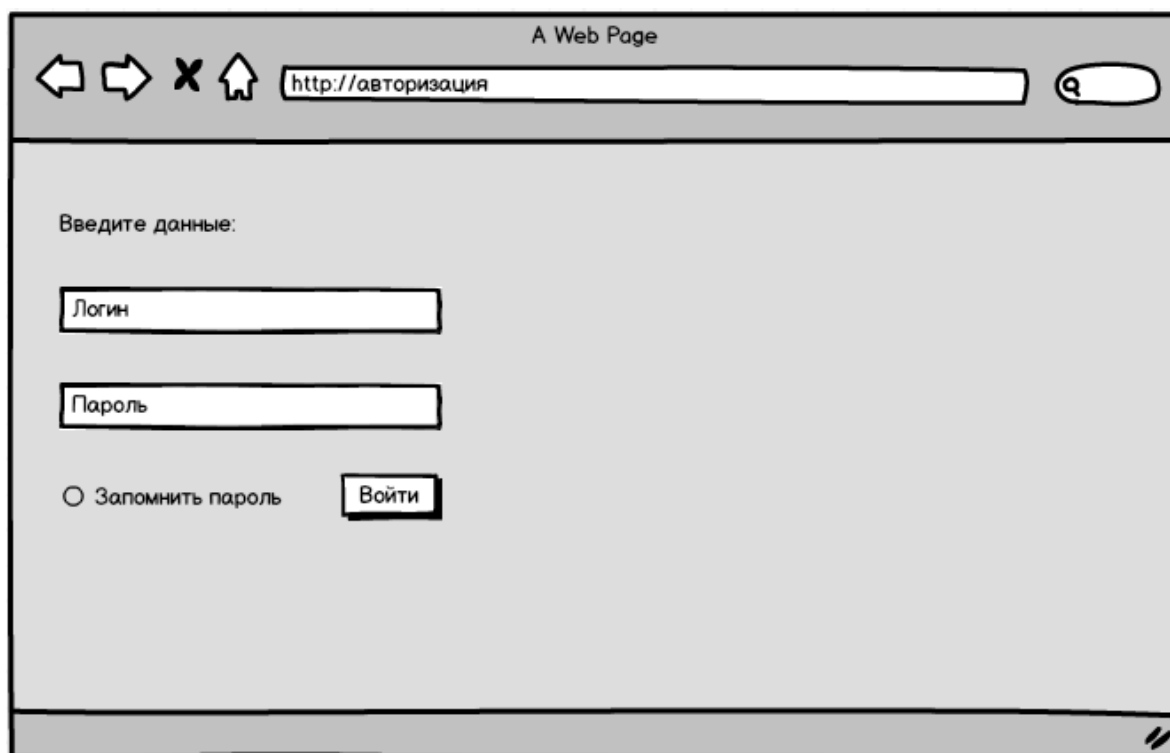 A Web Page
http://авторизация
Введите данные:
Логин
Пароль
Запомнить пароль
Войти